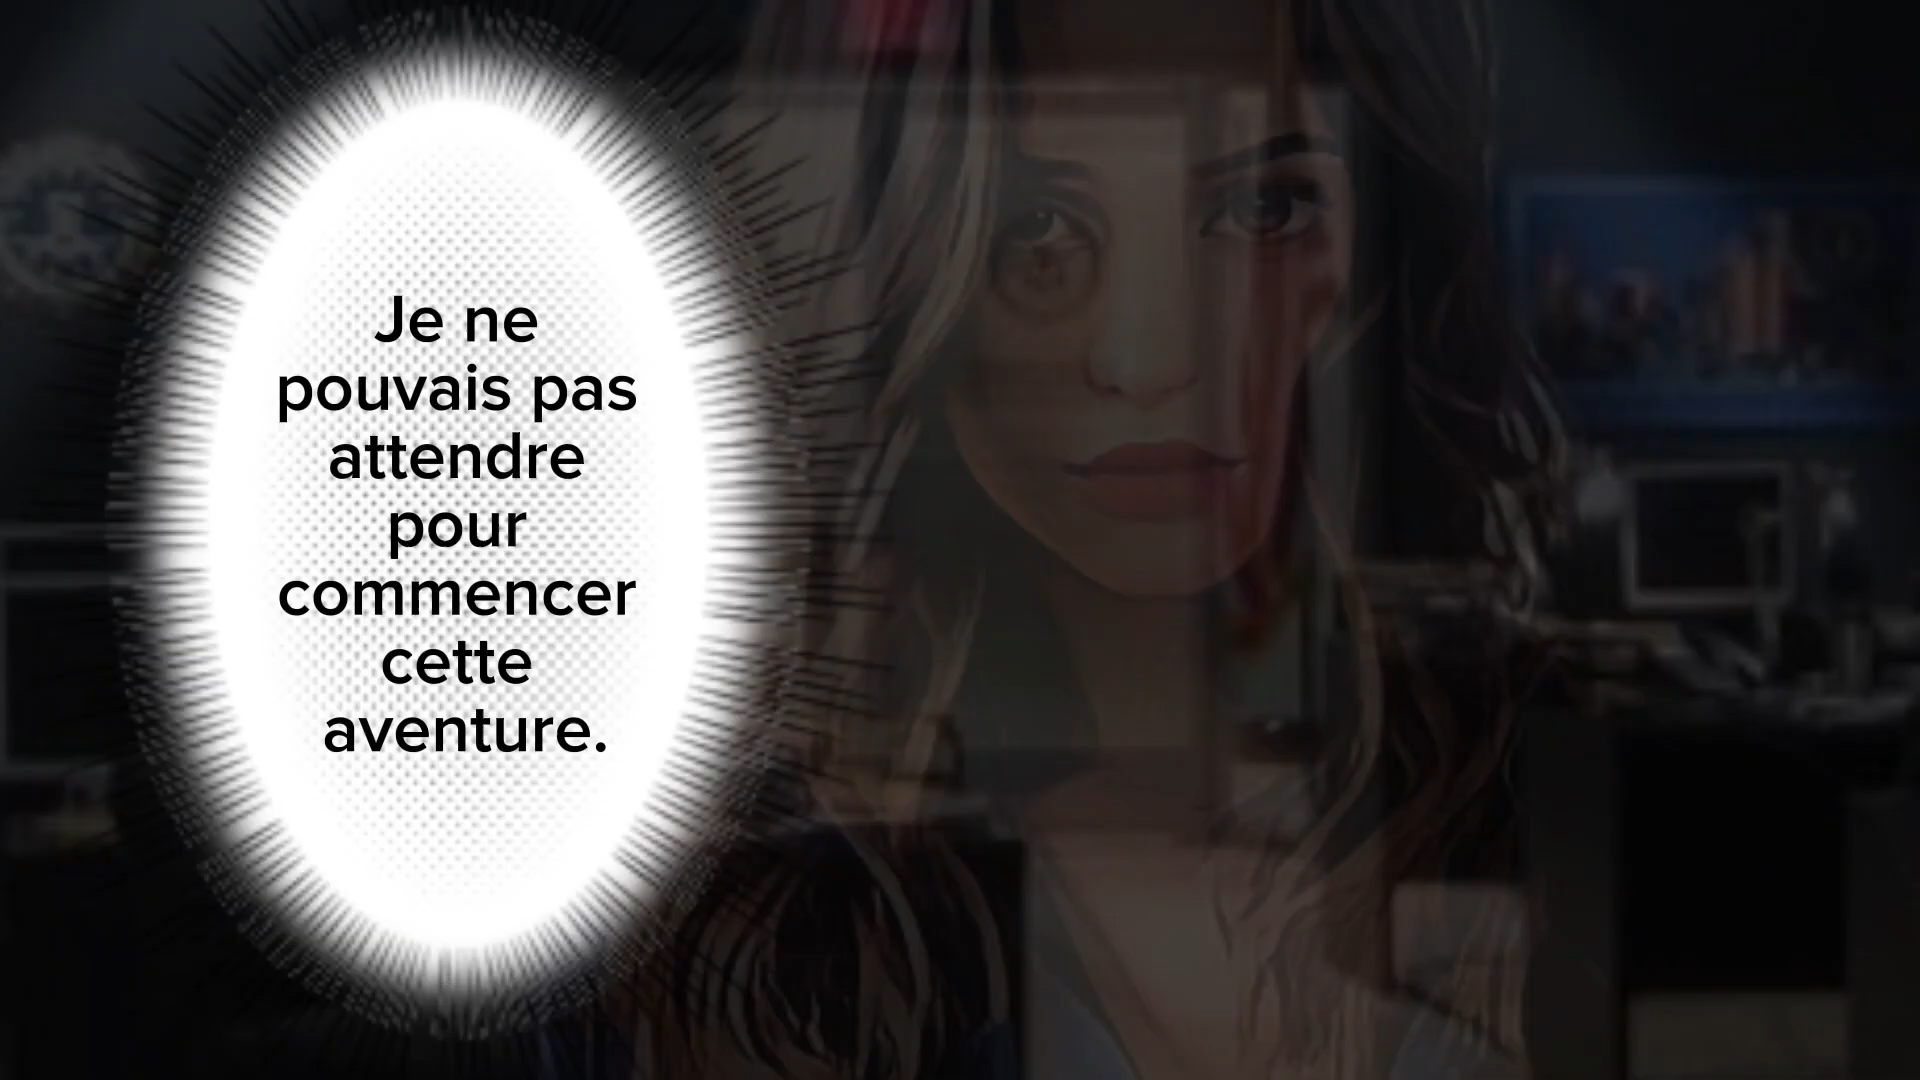 Je ne
pouvais pas
attendre
pour
commencer
cette
aventure.